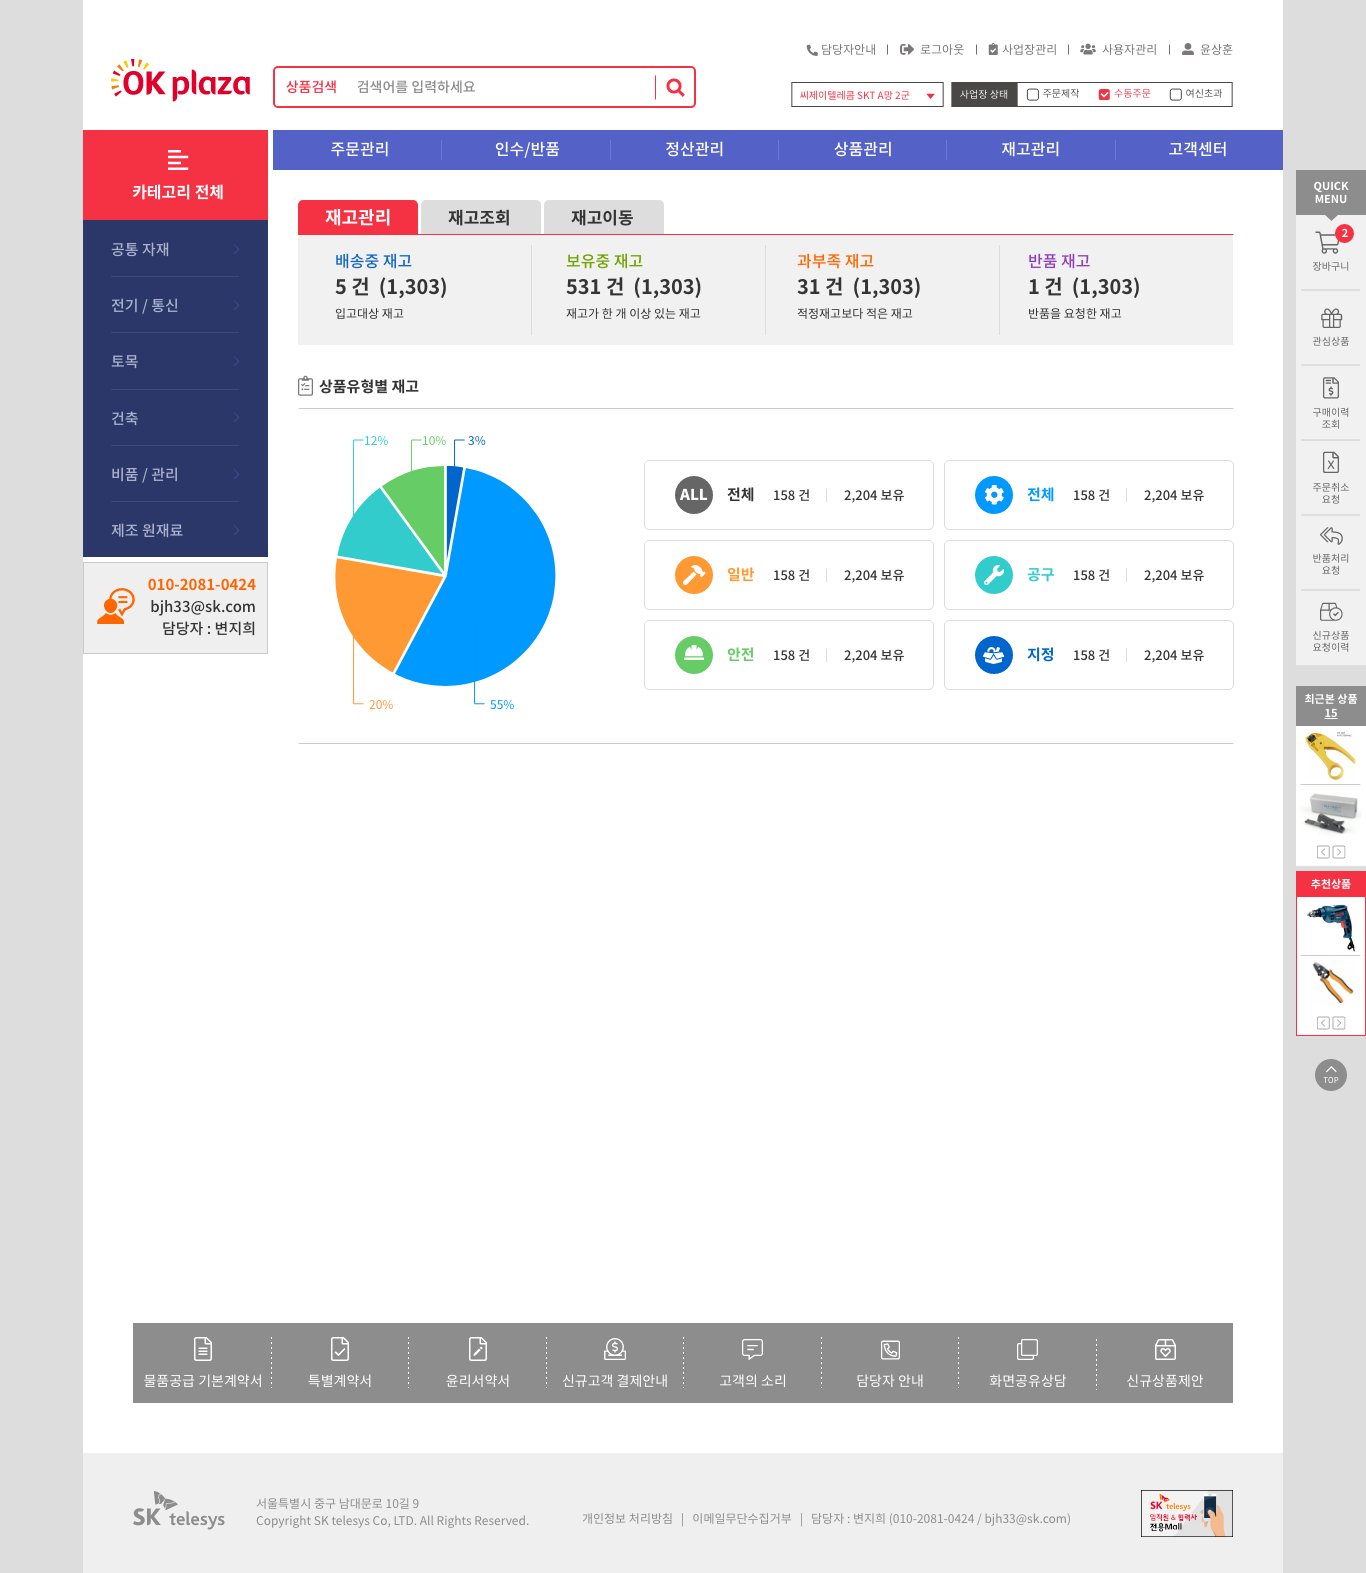 담당자안내 | 로그아웃 | 사업장관리 | 사용자관리 | 윤상훈
OK plaza
상품검색 검색어를 입력하세요
씨제이텔레콤 SKT A망 2군
사업장 상태 주문제작 수동주문 여신초과
카테고리 전체
주문관리 인수/반품 정산관리 상품관리 재고관리 고객센터
공통 자재
전기 / 통신
토목
건축
비품 / 관리
제조 원재료
010-2081-0424
bjh33@sk.com
담당자 : 변지희
재고관리 재고조회 재고이동
배송중 재고
5 건 (1,303)
입고대상 재고
보유중 재고
531 건 (1,303)
재고가 한 개 이상 있는 재고
과부족 재고
31 건 (1,303)
적정재고보다 적은 재고
반품 재고
1 건 (1,303)
반품을 요청한 재고
상품유형별 재고
12% 10% 3%
20% 55%
ALL 전체 158 건 2,204 보유
전체 158 건 2,204 보유
일반 158 건 2,204 보유
공구 158 건 2,204 보유
안전 158 건 2,204 보유
지정 158 건 2,204 보유
QUICK
MENU
2
장바구니
관심상품
구매이력
조회
주문취소
요청
반품처리
요청
신규상품
요청이력
최근본 상품
15
추천상품
TOP
물품공급 기본계약서 특별계약서 윤리서약서 신규고객 결제안내 고객의 소리 담당자 안내 화면공유상담 신규상품제안
SK telesys
서울특별시 중구 남대문로 10길 9
Copyright SK telesys Co, LTD. All Rights Reserved.
개인정보 처리방침 | 이메일무단수집거부 | 담당자 : 변지희 (010-2081-0424 / bjh33@sk.com)
SK telesys
임직원 & 협력사
전용Mall